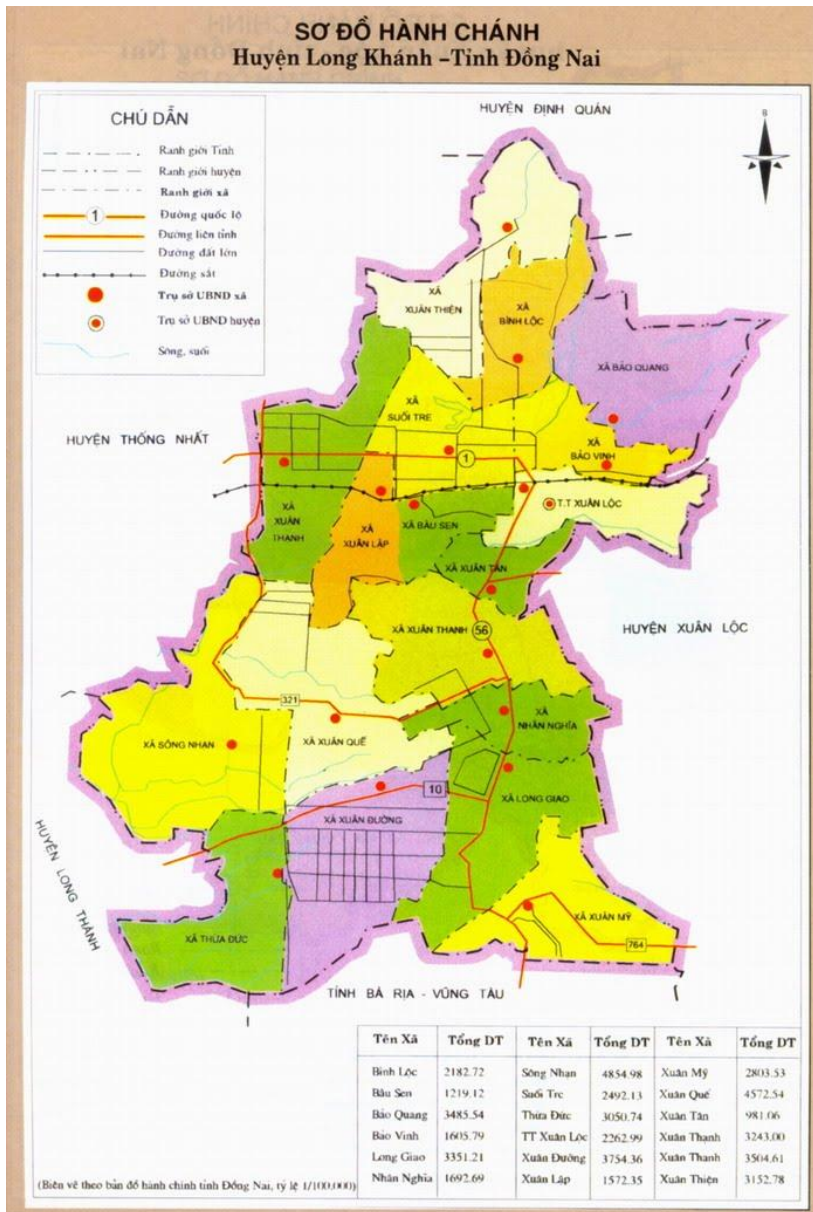 SƠ ĐỒ HÀNH CHÁNH
Huyện Long Khánh –Tỉnh Đồng Nai
CHÚ DẪN
Ranh giới Tỉnh
Ranh giới huyện
Ranh giới xã
1
Đường quốc lộ
Đường liên tỉnh
Đường đất lớn
Đường sắt
Trụ sở UBND xã
Trụ sở UBND huyện
Sông, suối
B
HUYỆN ĐỊNH QUÁN
XÃ
XUÂN THIỆN
XÃ
BÌNH LỘC
XÃ BẢO QUANG
XÃ
SUỐI TRE
HUYỆN THỐNG NHẤT
XÃ
BẢO VINH
1
XÃ
XUÂN
THẠNH
XÃ
XUÂN LẬP
XÃ BÀU SEN
T.T XUÂN LỘC
XÃ XUÂN TÂN
XÃ XUÂN THANH
56
HUYỆN XUÂN LỘC
321
XÃ
NHÂN NGHĨA
XÃ SÔNG NHẠN
XÃ XUÂN QUẾ
10
XÃ LONG GIAO
XÃ XUÂN ĐƯỜNG
HUYỆN LONG THÀNH
XÃ XUÂN MỸ
XÃ THỪA ĐỨC
764
TỈNH BÀ RỊA - VŨNG TÀU
Tên Xã Tổng DT Tên Xã Tổng DT Tên Xã Tổng DT
Bình Lộc 2182.72 Sông Nhạn 4854.98 Xuân Mỹ 2803.53
Bàu Sen 1219.12 Suối Tre 2492.13 Xuân Quế 4572.54
Bảo Quang 3485.54 Thừa Đức 3050.74 Xuân Tân 981.06
Bảo Vinh 1605.79 TT Xuân Lộc 2262.99 Xuân Thạnh 3243.00
Long Giao 3351.21 Xuân Đường 3754.36 Xuân Thanh 3504.61
Nhân Nghĩa 1692.69 Xuân Lập 1572.35 Xuân Thiện 3152.78
(Biên vẽ theo bản đồ hành chính tỉnh Đồng Nai, tỷ lệ 1/100,000)